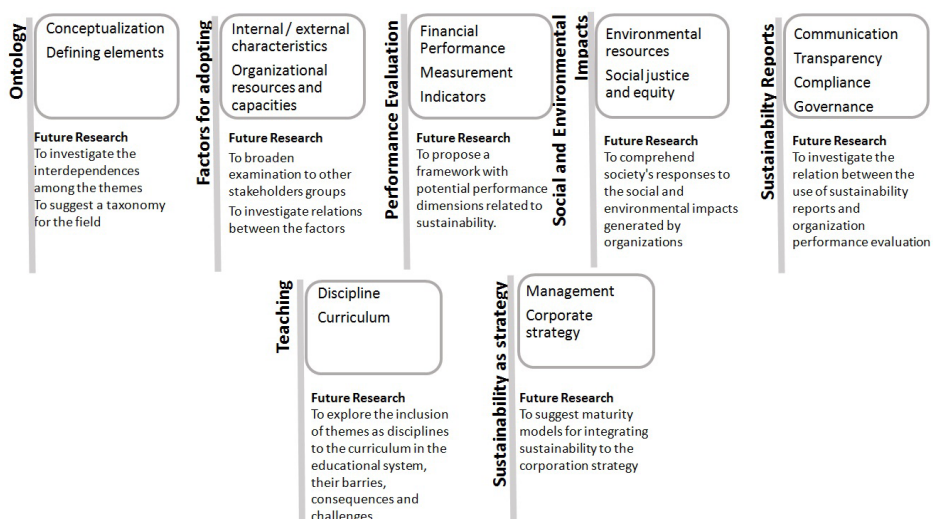 Ontology
Conceptualization
Defining elements
Future Research
To investigate the
interdependences
among the themes
To suggest a taxonomy
for the field
Factors for adopting
Internal / external
characteristics
Organizational
resources and
capacities
Future Research
To broaden
examination to other
stakeholders groups
To investigate relations
between the factors
Performance Evaluation
Financial
Performance
Measurement
Indicators
Future Research
To propose a
framework with
potential performance
dimensions related to
sustainability.
Social and Environmental
Impacts
Environmental
resources
Social justice
and equity
Future Research
To comprehend
society's responses to
the social and
environmental impacts
generated by
organizations
Sustainabilty Reports
Communication
Transparency
Compliance
Governance
Future Research
To investigate the
relation between the
use of sustainability
reports and
organization
performance evaluation
Teaching
Discipline
Curriculum
Future Research
To explore the inclusion
of themes as disciplines
to the curriculum in the
educational system,
their barries,
consequences and
challenges
Sustainability as strategy
Management
Corporate
strategy
Future Research
To suggest maturity
models for integrating
sustainability to the
corporation strategy